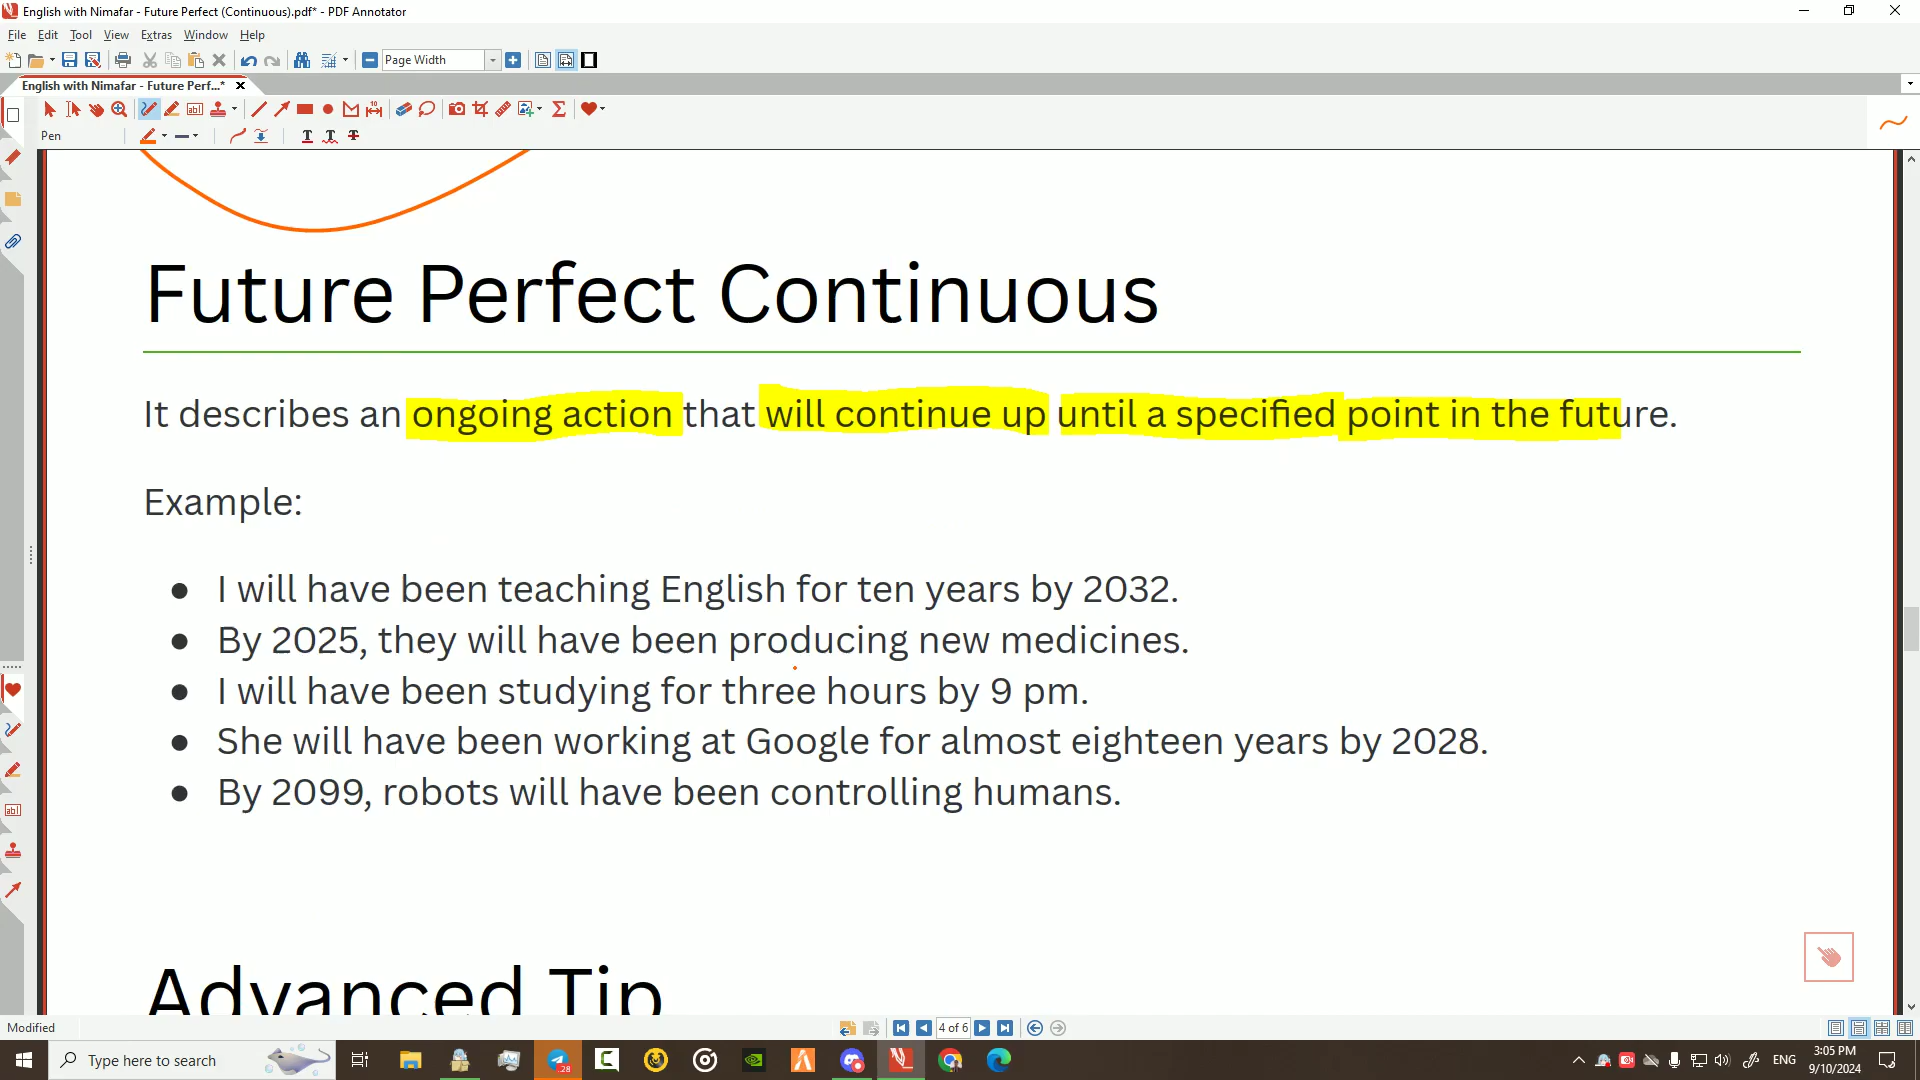 English with Nimafar - Future Perfect (Continuous).pdf* - PDF Annotator
File Edit Tool View Extras Window Help
Page Width
English with Nimafar - Future Perf...*
Pen
Future Perfect Continuous
It describes an ongoing action that will continue up until a specified point in the future.
Example:
● I will have been teaching English for ten years by 2032.
● By 2025, they will have been producing new medicines.
● I will have been studying for three hours by 9 pm.
● She will have been working at Google for almost eighteen years by 2028.
● By 2099, robots will have been controlling humans.
Advanced Tip
Modified
4 of 6
Type here to search
ENG
3:05 PM
9/10/2024